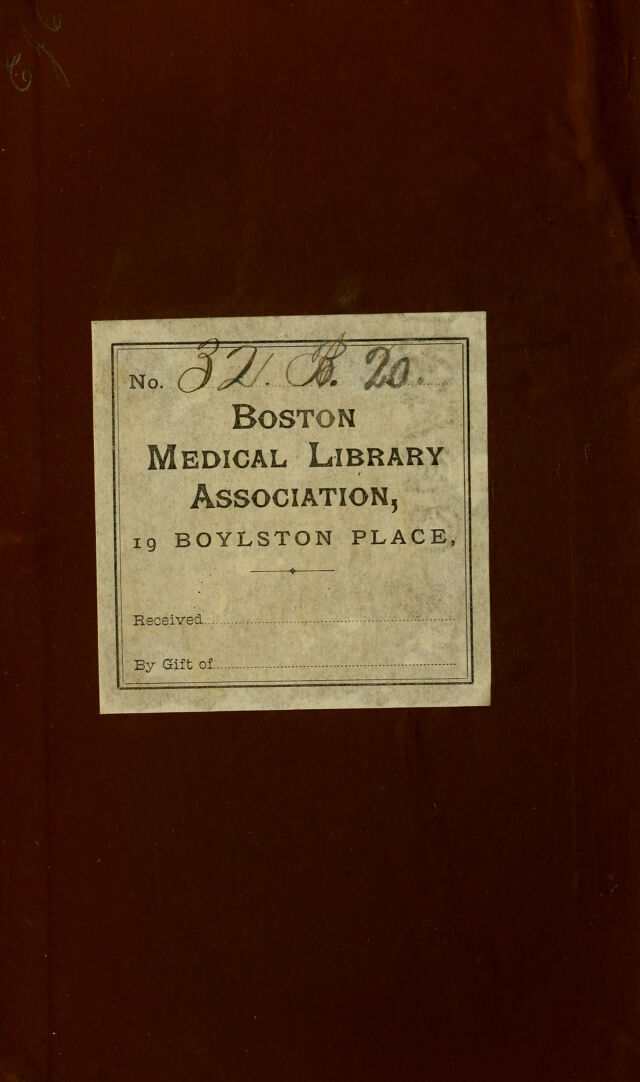 No. 32. B. 20.
BOSTON
MEDICAL LIBRARY
ASSOCIATION,
19 BOYLSTON PLACE,
Received
By Gift of